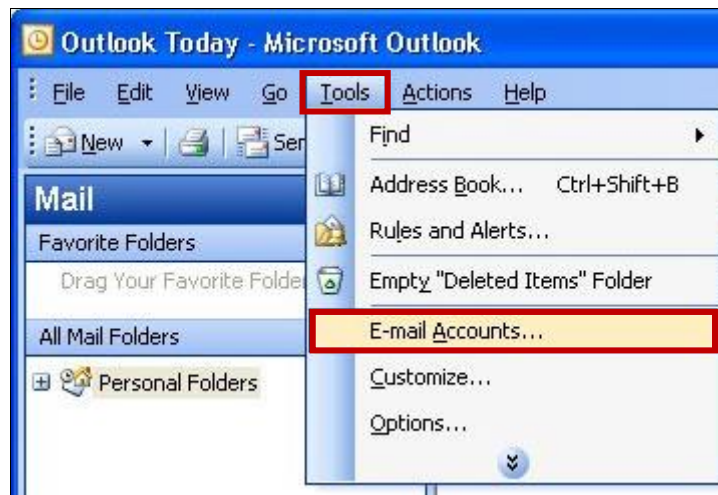 Outlook Today - Microsoft Outlook
File Edit View Go Tools Actions Help
New
Find
Mail
Address Book... Ctrl+Shift+B
Favorite Folders
Rules and Alerts...
Drag Your Favorite
Empty "Deleted Items" Folder
All Mail Folders
E-mail Accounts...
Personal Folders
Customize...
Options...